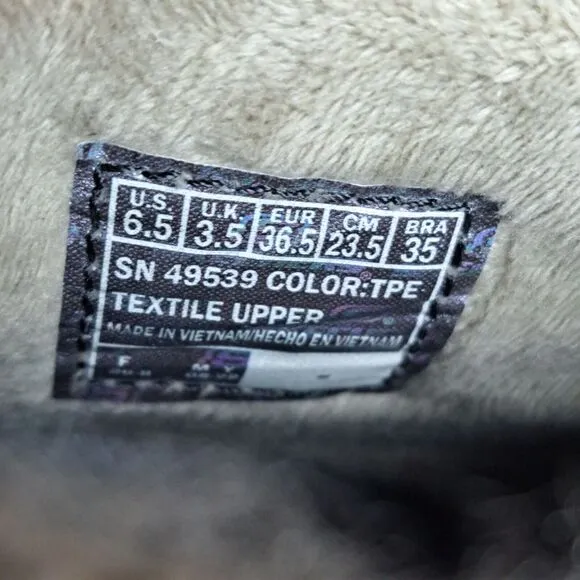 U.S. U.K. EUR CM BRA
6.5 3.5 36.5 23.5 35
SN 49539 COLOR:TPE
TEXTILE UPPER
MADE IN VIETNAM/HECHO EN VIETNAM
F M Y